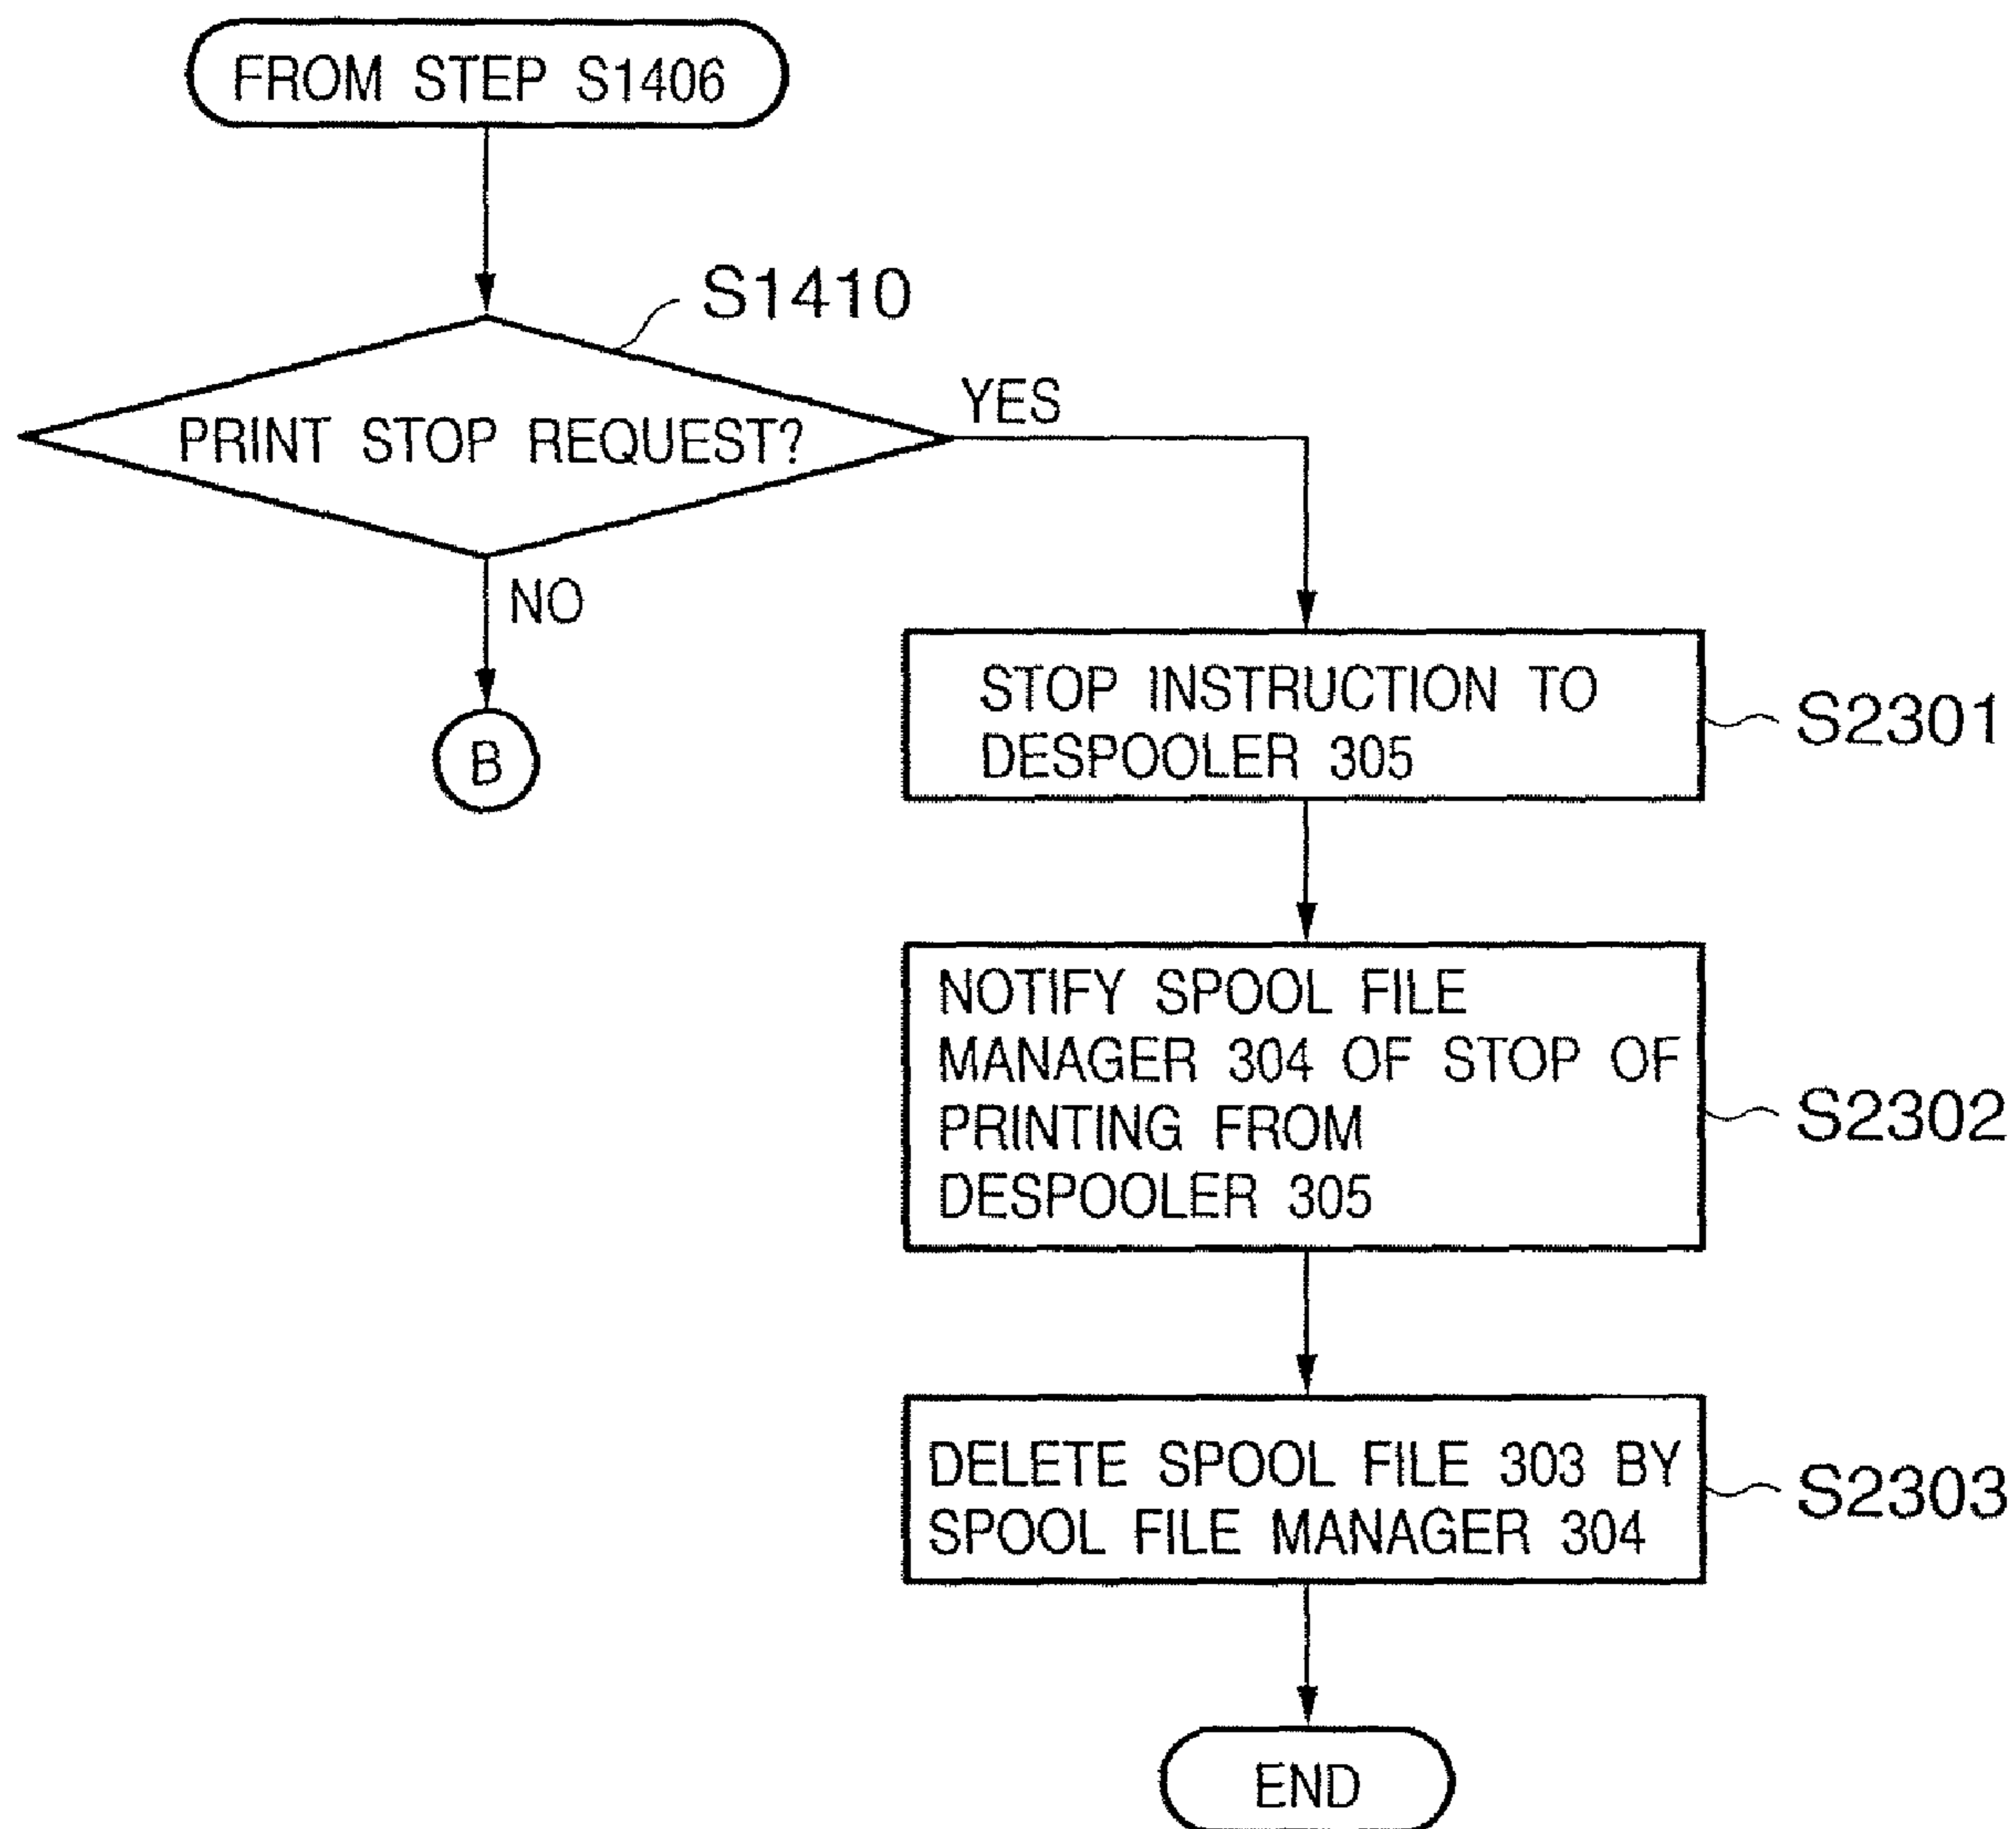 FROM STEP S1406
S1410
PRINT STOP REQUEST?
YES
NO
B
STOP INSTRUCTION TO
DESPOOLER 305
S2301
NOTIFY SPOOL FILE
MANAGER 304 OF STOP OF
PRINTING FROM
DESPOOLER 305
S2302
DELETE SPOOL FILE 303 BY
SPOOL FILE MANAGER 304
S2303
END